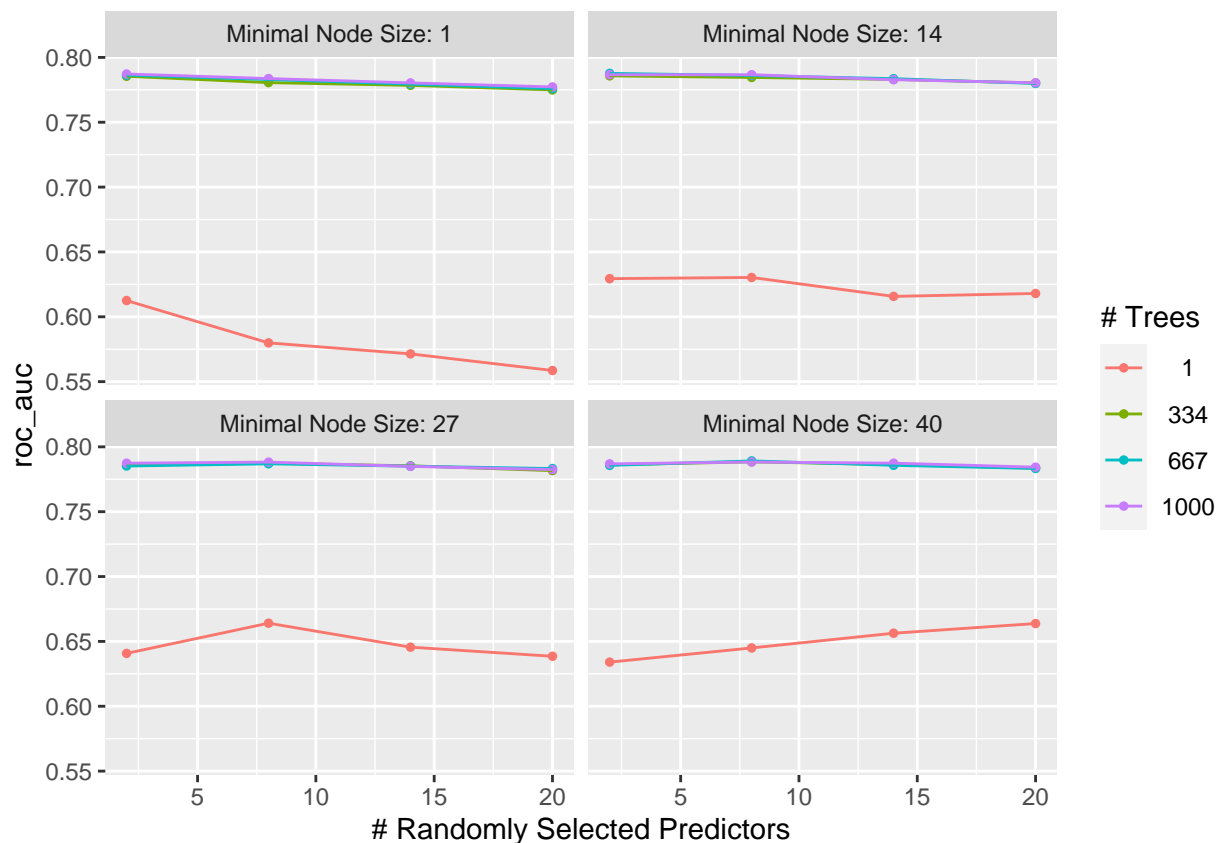 Minimal Node Size: 1
Minimal Node Size: 14
0.80
0.75
0.70
0.65
0.60
0.55
Minimal Node Size: 27
Minimal Node Size: 40
0.80
0.75
0.70
0.65
0.60
0.55
5 10 15 20
5 10 15 20
# Randomly Selected Predictors
roc_auc
# Trees
1
334
667
1000